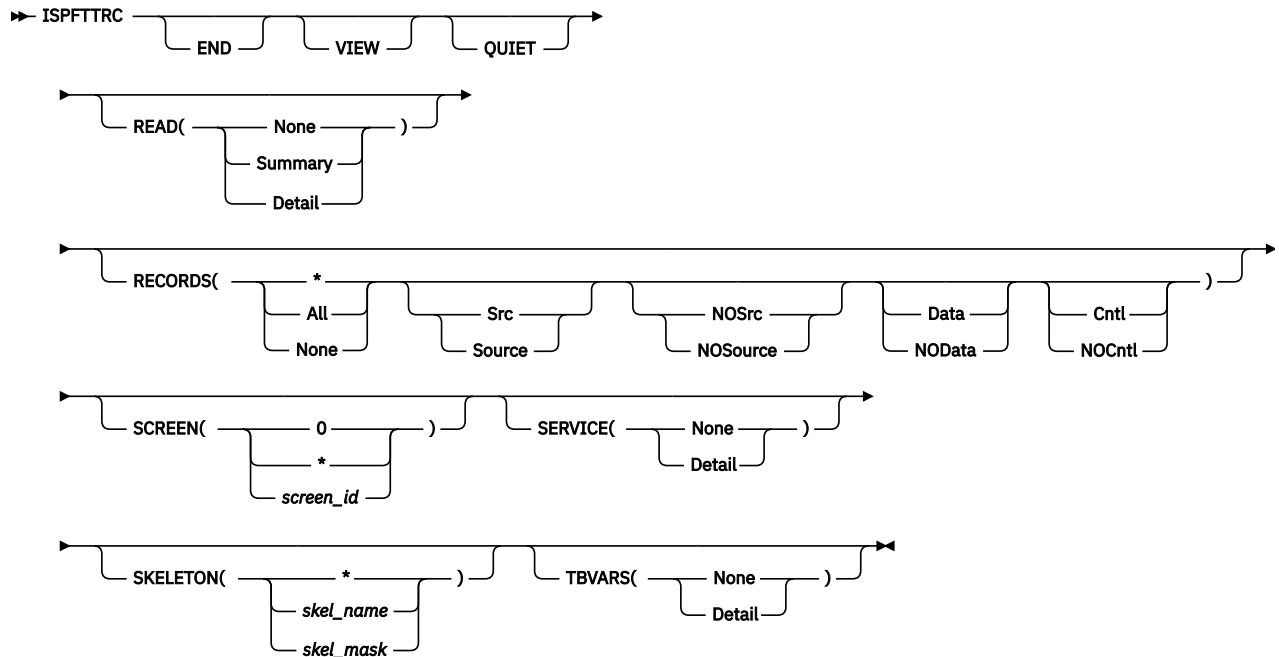 ISPFTTRC
END VIEW QUIET
READ( None )
Summary
Detail
RECORDS( * )
All Src NOSrc Data Cntl
None Source NOSource NOData NOCntl
SCREEN( 0 ) SERVICE( None )
* Detail
screen_id
SKELETON( * ) TBVARS( None )
skel_name Detail
skel_mask